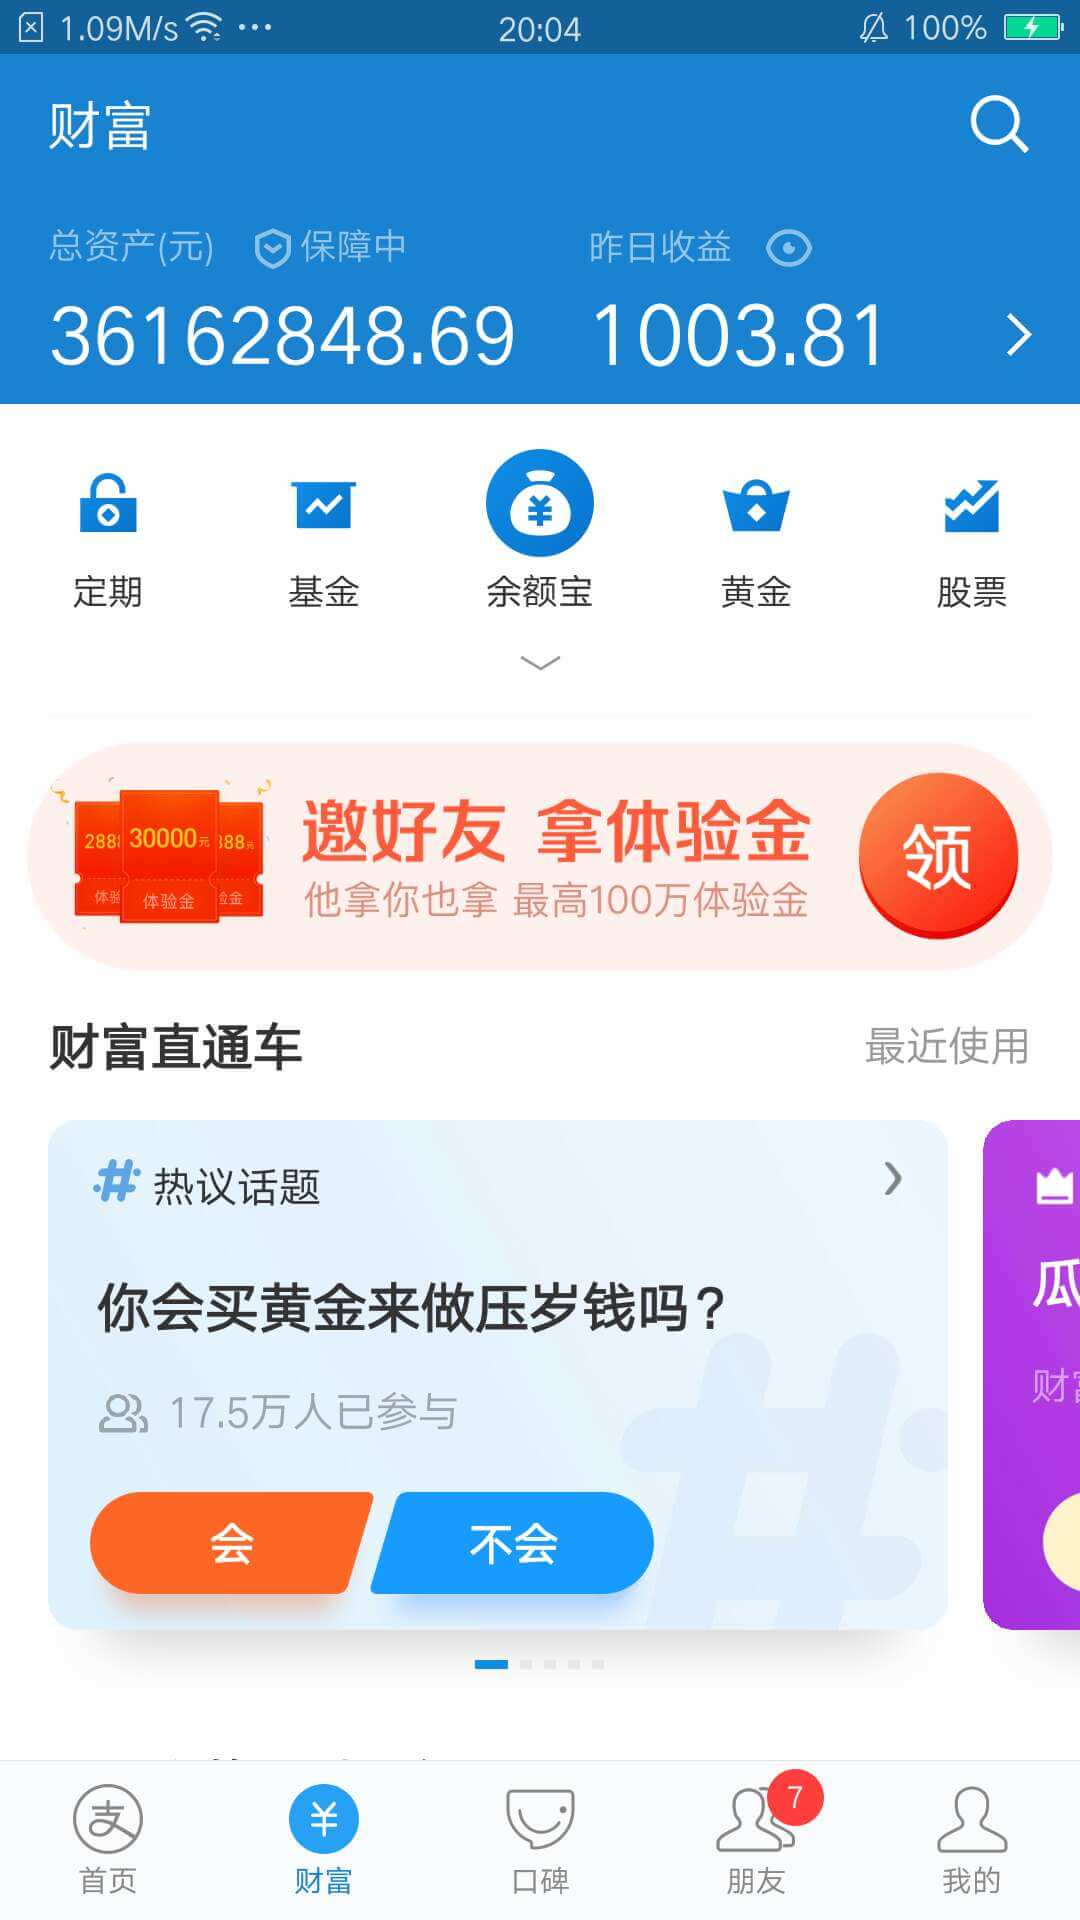 1.09M/s ... 20:04 100%
财富
总资产(元) 保障中 昨日收益
36162848.69 1003.81
定期 基金 余额宝 黄金 股票
邀好友 拿体验金
他拿你也拿 最高100万体验金
领
288 30000元 888元
体验 体验金 验金
财富直通车 最近使用
热议话题
你会买黄金来做压岁钱吗?
17.5万人已参与
会 不会
瓜
财富
7
首页 财富 口碑 朋友 我的